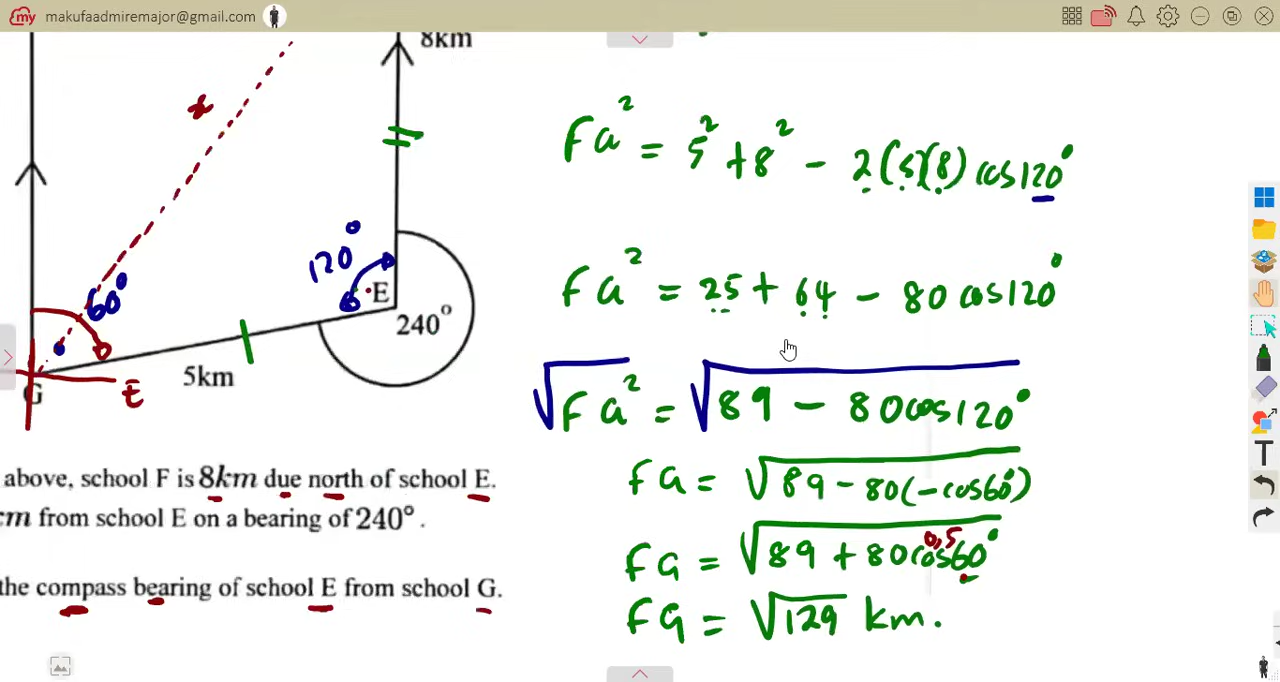 my makufaadmiremajor@gmail.com
8km
x
120°
60°
E
240°
5km
G
E
above, school F is 8km due north of school E.
cm from school E on a bearing of 240°.
the compass bearing of school E from school G.
Fa² = 5² + 8² - 2(5)(8) cos120°
Fa² = 25 + 64 - 80 cos120°
√Fa² = √89 - 80cos120°
Fa = √89 - 80(-cos60°)
0,5
FG = √89 + 80cos60°
FG = √129 km.
T